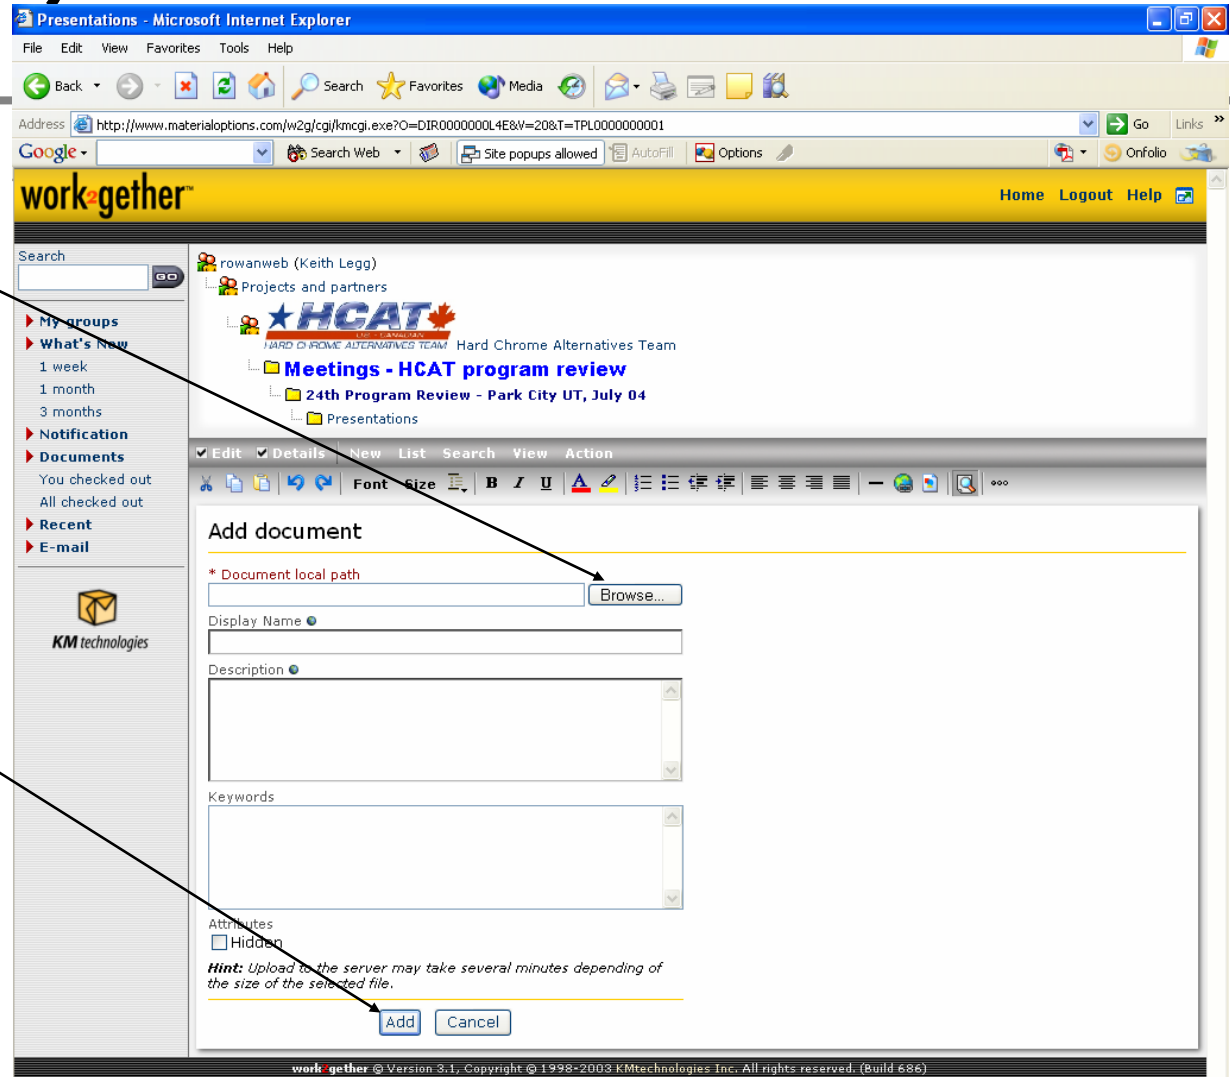 Presentations - Microsoft Internet Explorer
File Edit View Favorites Tools Help
Back Search Favorites Media
Address http://www.materialoptions.com/w2g/cgi/kmcgi.exe?O=DIR0000000L4E&V=20&T=TPL0000000001 Go Links »
Google Search Web Site popups allowed AutoFill Options Onfolio
work2gether™ Home Logout Help
Search
GO
My groups
What's New
1 week
1 month
3 months
Notification
Documents
You checked out
All checked out
Recent
E-mail
KM technologies
rowanweb (Keith Legg)
Projects and partners
HCAT
US - CANADIAN
HARD CHROME ALTERNATIVES TEAM Hard Chrome Alternatives Team
Meetings - HCAT program review
24th Program Review - Park City UT, July 04
Presentations
Edit Details New List Search View Action
Font Size B I U A
Add document
* Document local path
Browse...
Display Name
Description
Keywords
Attributes
Hidden
Hint: Upload to the server may take several minutes depending of
the size of the selected file.
Add Cancel
work2gether © Version 3.1, Copyright © 1998-2003 KMtechnologies Inc. All rights reserved. (Build 686)